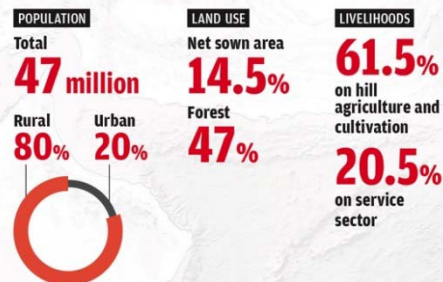 POPULATION
Total
47 million
Rural
80%
Urban
20%
LAND USE
Net sown area
14.5%
Forest
47%
LIVELIHOODS
61.5%
on hill
agriculture and
cultivation
20.5%
on service
sector